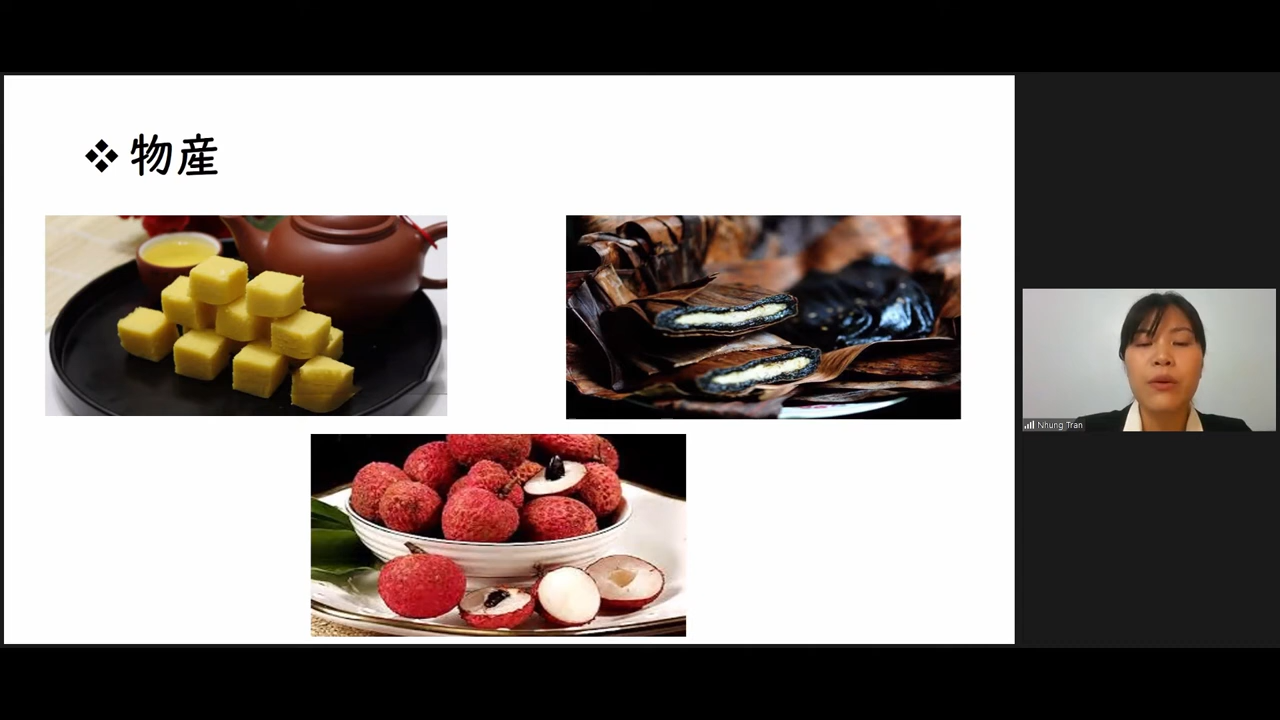 ❖ 物産
Nhung Tran